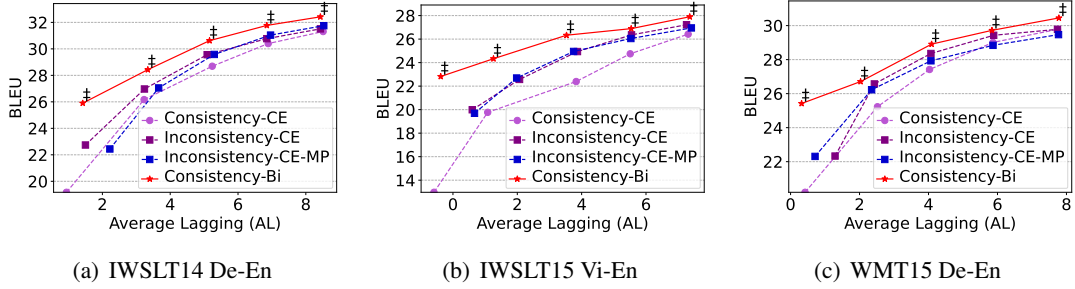 BLEU
32
30
28
26
24
22
20
2
4
6
8
Average Lagging (AL)
‡
‡
‡
‡
‡
Consistency-CE
Inconsistency-CE
Inconsistency-CE-MP
Consistency-Bi
(a) IWSLT14 De-En
BLEU
28
26
24
22
20
18
16
14
0
2
4
6
Average Lagging (AL)
‡
‡
‡
‡
‡
Consistency-CE
Inconsistency-CE
Inconsistency-CE-MP
Consistency-Bi
(b) IWSLT15 Vi-En
BLEU
30
28
26
24
22
0
2
4
6
8
Average Lagging (AL)
‡
‡
‡
‡
‡
Consistency-CE
Inconsistency-CE
Inconsistency-CE-MP
Consistency-Bi
(c) WMT15 De-En